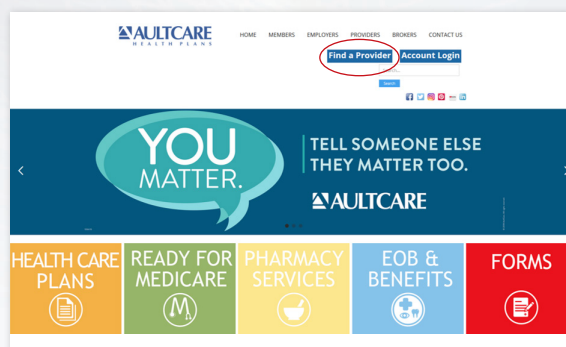 AULTCARE
HEALTH PLANS
HOME MEMBERS EMPLOYERS PROVIDERS BROKERS CONTACT US
Find a Provider Account Login
Search
YOU
MATTER.
TELL SOMEONE ELSE
THEY MATTER TOO.
AULTCARE
HEALTH CARE
PLANS
READY FOR
MEDICARE
PHARMACY
SERVICES
EOB &
BENEFITS
FORMS